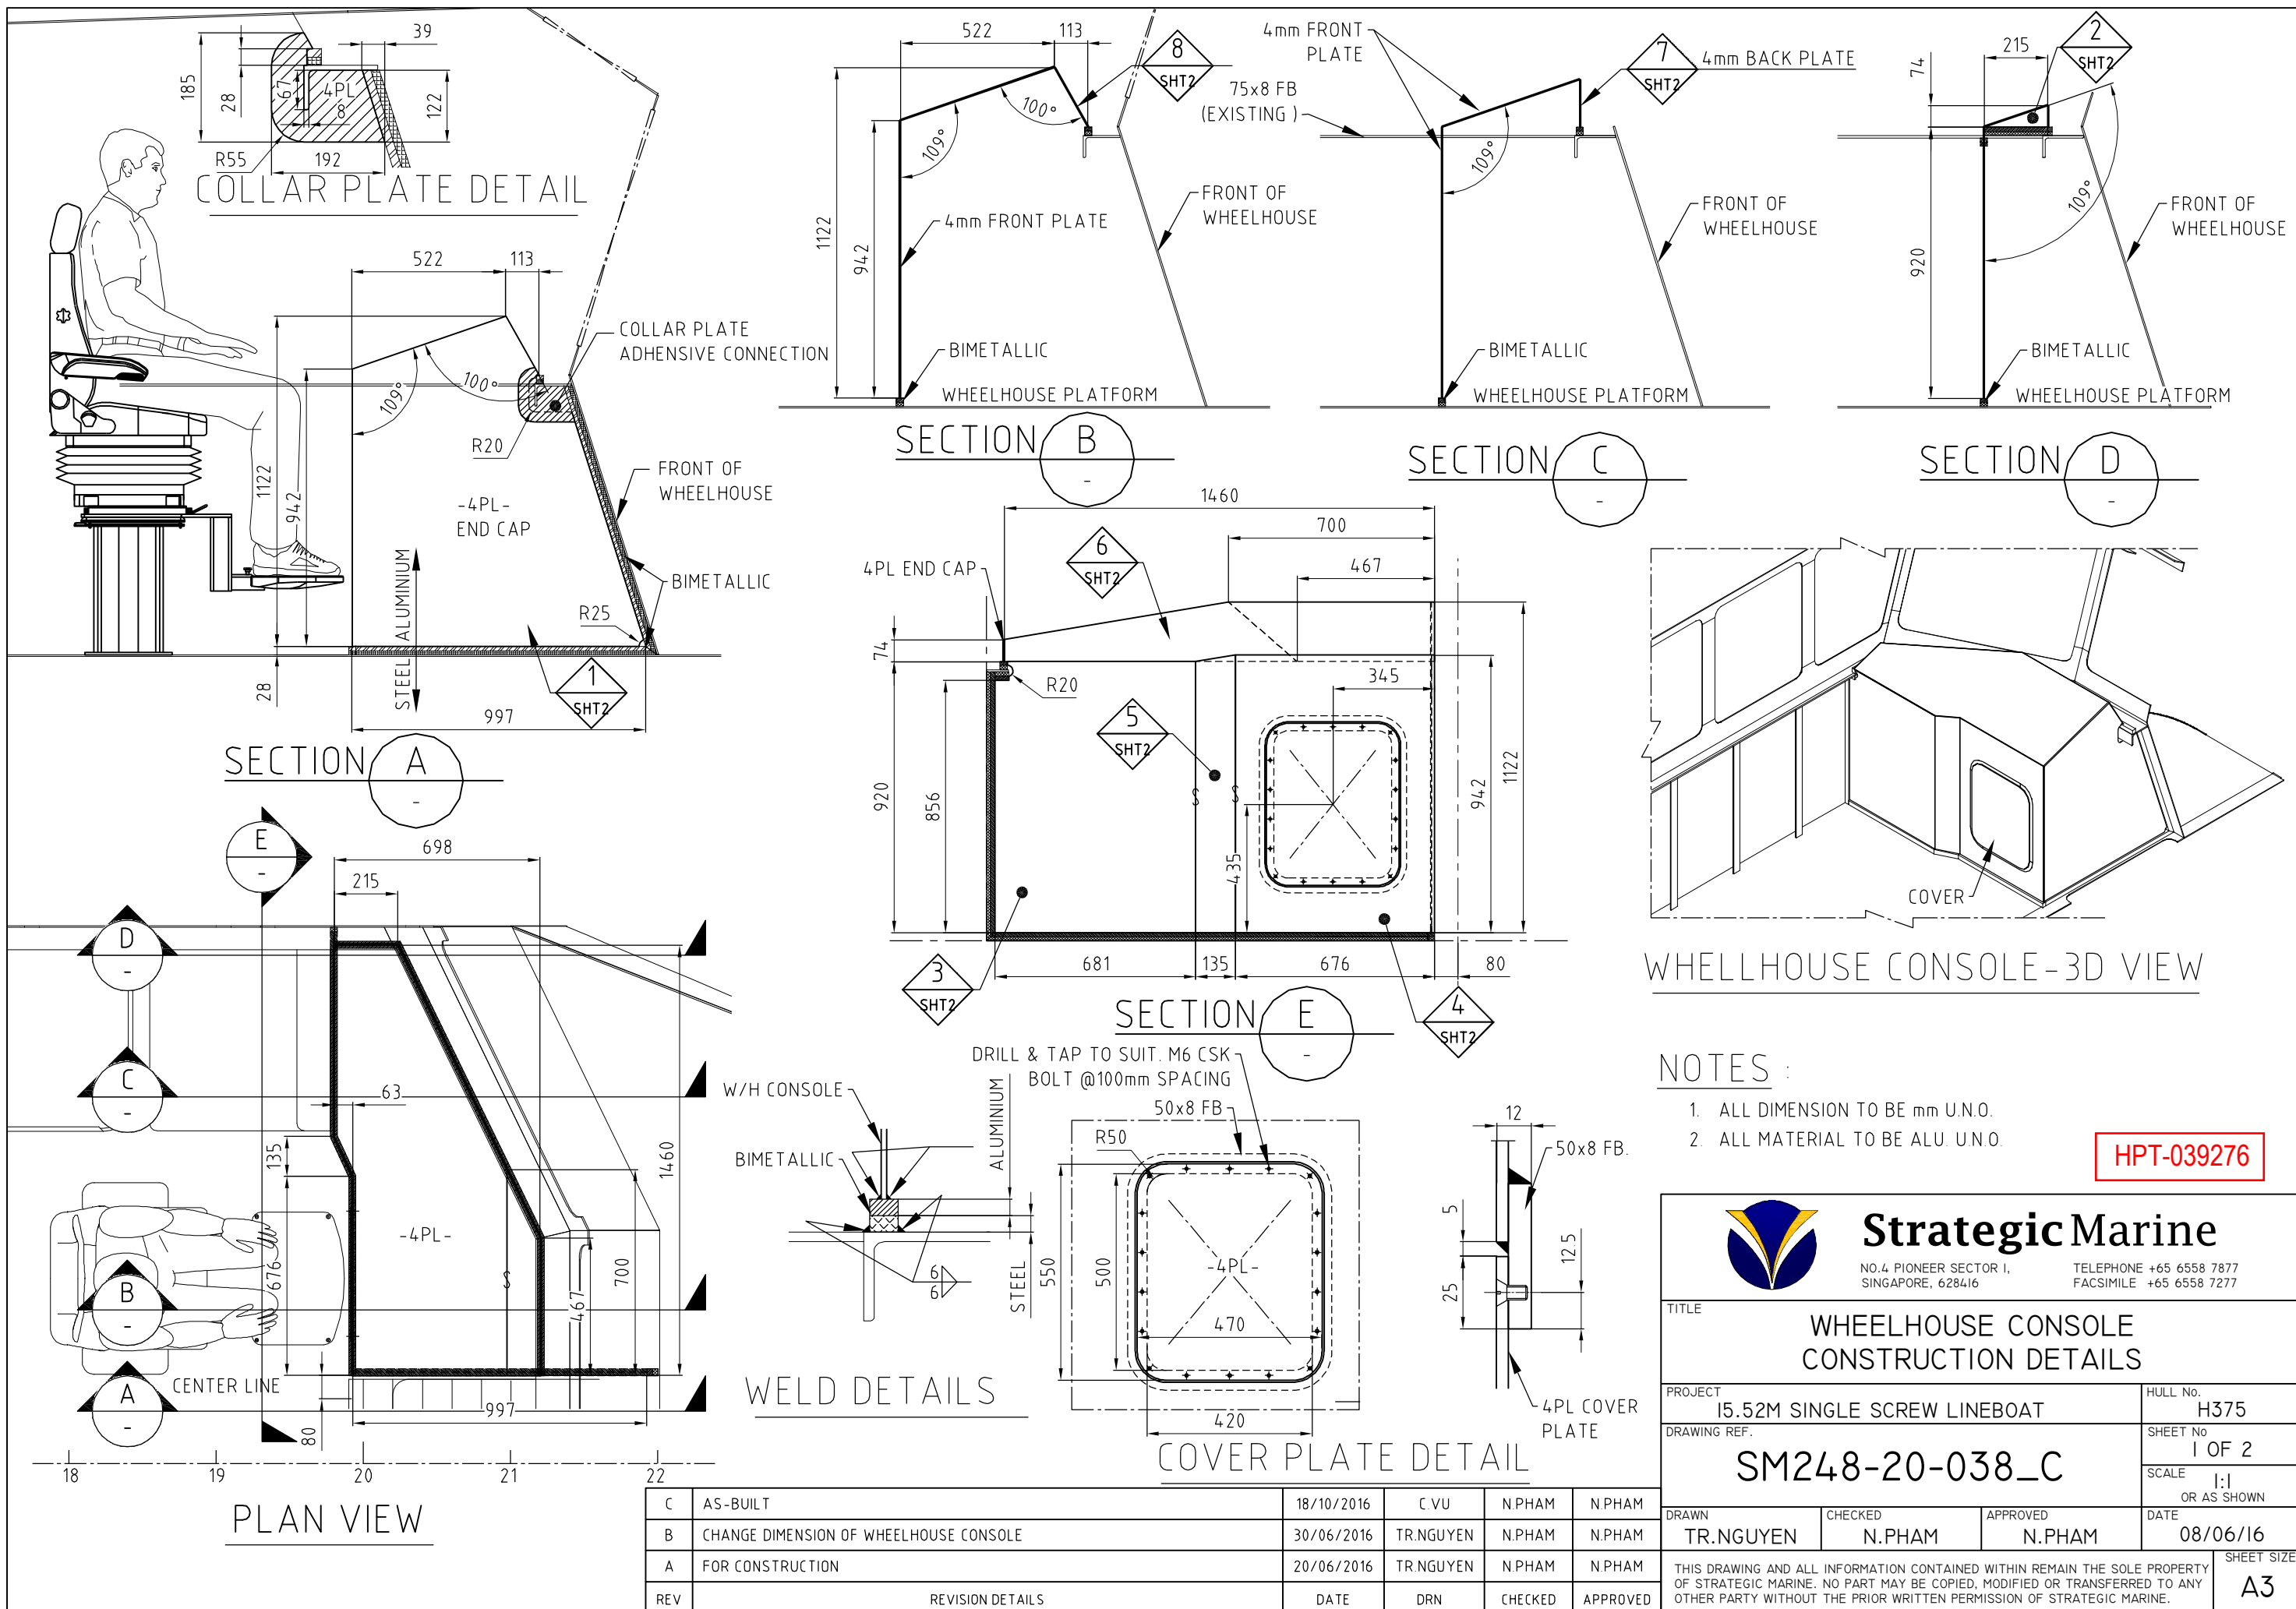 39
185
28
67
4PL
8
122
R55
192
COLLAR PLATE DETAIL
522
113
COLLAR PLATE
ADHENSIVE CONNECTION
109°
100°
R20
1122
942
FRONT OF
WHEELHOUSE
-4PL-
END CAP
BIMETALLIC
R25
STEEL
ALUMINIUM
28
1
SHT2
997
SECTION A
-
522
113
8
SHT2
1122
942
109°
100°
FRONT OF
WHEELHOUSE
4mm FRONT PLATE
BIMETALLIC
WHEELHOUSE PLATFORM
SECTION B
-
4mm FRONT
PLATE
75x8 FB
(EXISTING )
7
SHT2
4mm BACK PLATE
109°
FRONT OF
WHEELHOUSE
BIMETALLIC
WHEELHOUSE PLATFORM
SECTION C
-
2
SHT2
215
74
920
109°
FRONT OF
WHEELHOUSE
BIMETALLIC
WHEELHOUSE PLATFORM
SECTION D
-
1460
700
467
6
SHT2
4PL END CAP
74
R20
345
5
SHT2
920
856
435
942
1122
681
135
676
80
3
SHT2
4
SHT2
SECTION E
-
COVER
WHELLHOUSE CONSOLE-3D VIEW
E
-
698
215
D
-
C
-
63
135
1460
-4PL-
676
700
467
B
-
A
-
CENTER LINE
997
80
18
19
20
21
22
PLAN VIEW
W/H CONSOLE
BIMETALLIC
ALUMINIUM
STEEL
6
6
WELD DETAILS
DRILL & TAP TO SUIT. M6 CSK
BOLT @100mm SPACING
50x8 FB
R50
550
500
-4PL-
470
420
12
50x8 FB.
5
12.5
25
4PL COVER
PLATE
COVER PLATE DETAIL
NOTES :
1. ALL DIMENSION TO BE mm U.N.O.
2. ALL MATERIAL TO BE ALU. U.N.O.
HPT-039276
Strategic Marine
NO.4 PIONEER SECTOR 1,
SINGAPORE, 628416
TELEPHONE +65 6558 7877
FACSIMILE +65 6558 7277
TITLE
WHEELHOUSE CONSOLE
CONSTRUCTION DETAILS
PROJECT
15.52M SINGLE SCREW LINEBOAT
HULL No.
H375
DRAWING REF.
SM248-20-038_C
SHEET No
1 OF 2
SCALE
1:1
OR AS SHOWN
DRAWN
TR.NGUYEN
CHECKED
N.PHAM
APPROVED
N.PHAM
DATE
08/06/16
THIS DRAWING AND ALL INFORMATION CONTAINED WITHIN REMAIN THE SOLE PROPERTY
OF STRATEGIC MARINE. NO PART MAY BE COPIED, MODIFIED OR TRANSFERRED TO ANY
OTHER PARTY WITHOUT THE PRIOR WRITTEN PERMISSION OF STRATEGIC MARINE.
SHEET SIZE
A3
C AS-BUILT 18/10/2016 C.VU N.PHAM N.PHAM
B CHANGE DIMENSION OF WHEELHOUSE CONSOLE 30/06/2016 TR.NGUYEN N.PHAM N.PHAM
A FOR CONSTRUCTION 20/06/2016 TR.NGUYEN N.PHAM N.PHAM
REV REVISION DETAILS DATE DRN CHECKED APPROVED